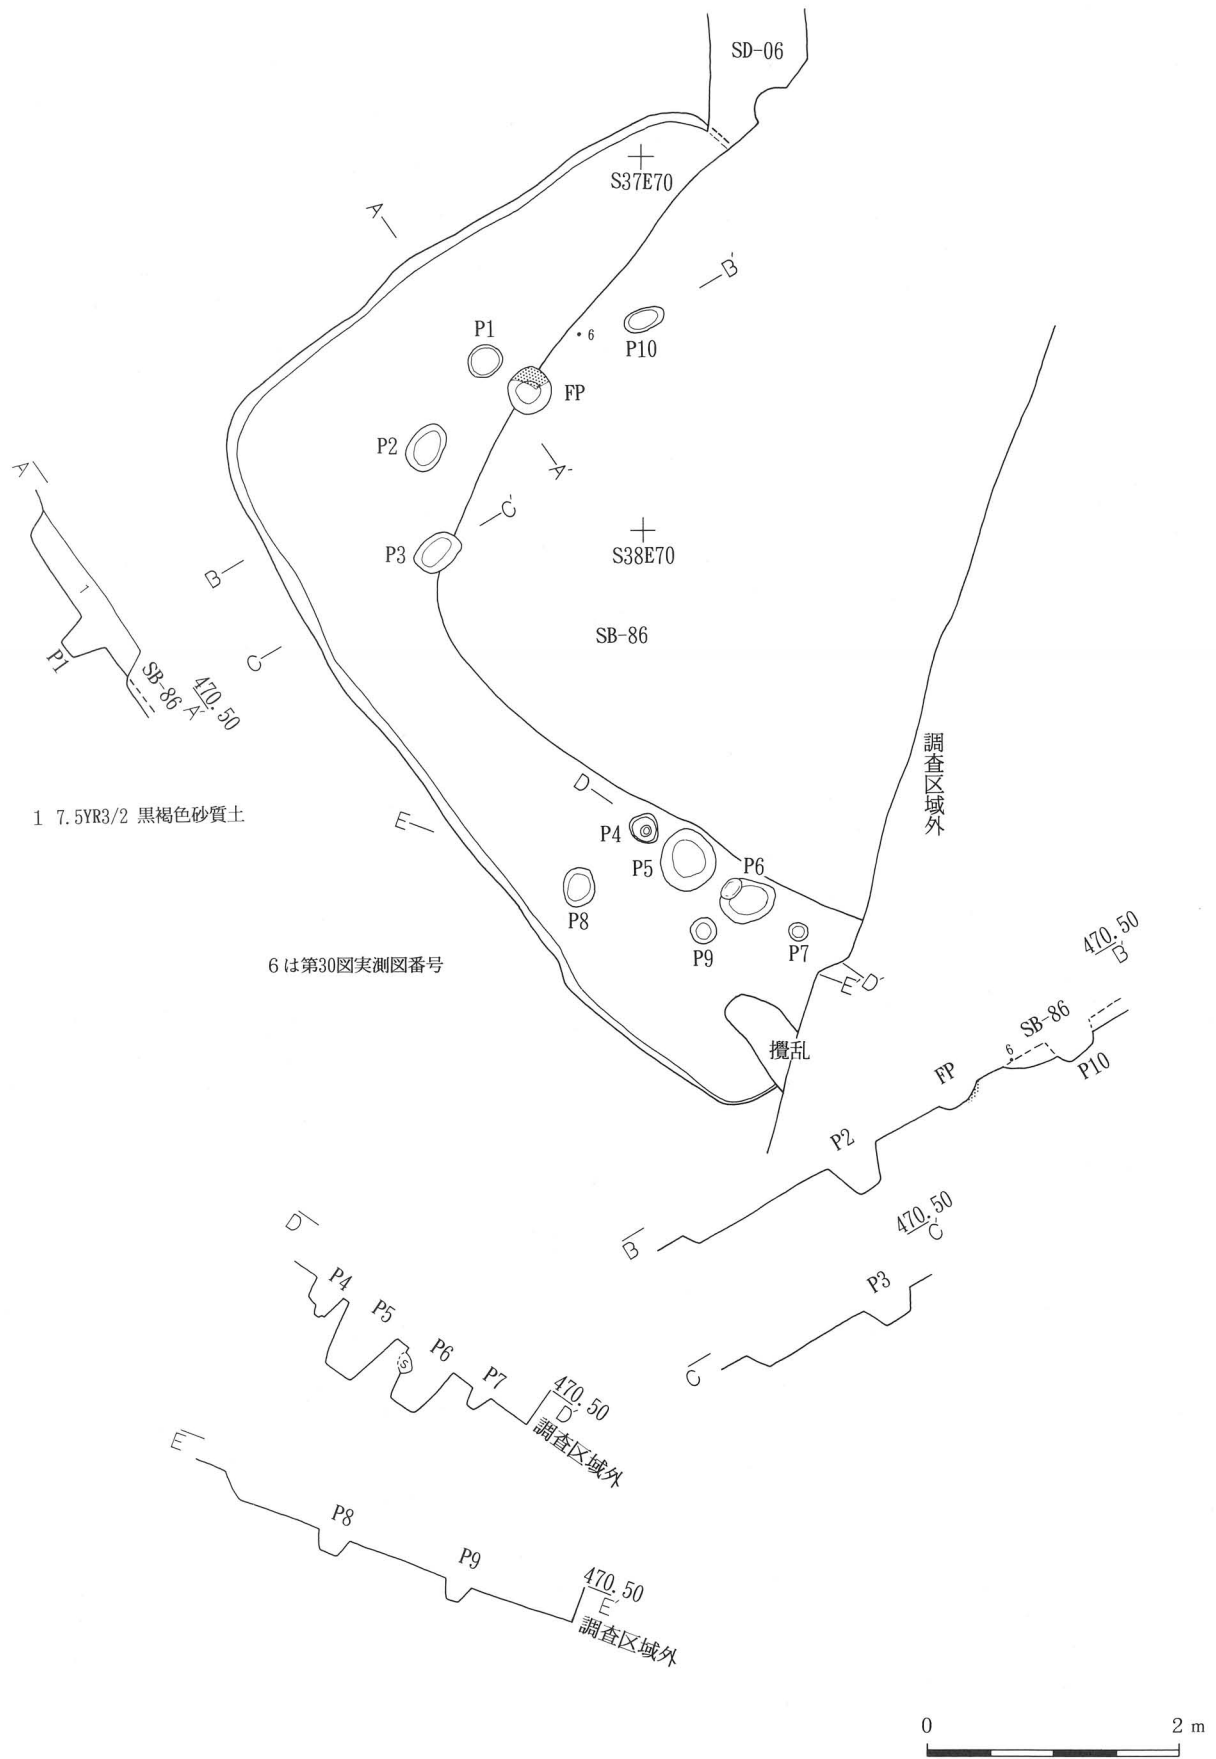 SD-06
S37E70
A
B'
P1
6
P10
FP
P2
A'
A
C'
P3
S38E70
B
SB-86
C
1
P1
SB-86
470.50
A'
調査区域外
D
1 7.5YR3/2 黒褐色砂質土
E
P4
P5
P6
P8
P9
P7
470.50
B'
6は第30図実測図番号
E'
D'
攪乱
SB-86
6
FP
P10
P2
470.50
C'
D
B
P4
P3
P5
P6
P7
C
470.50
D'
調査区域外
S
E
P8
P9
470.50
E'
調査区域外
0 2 m